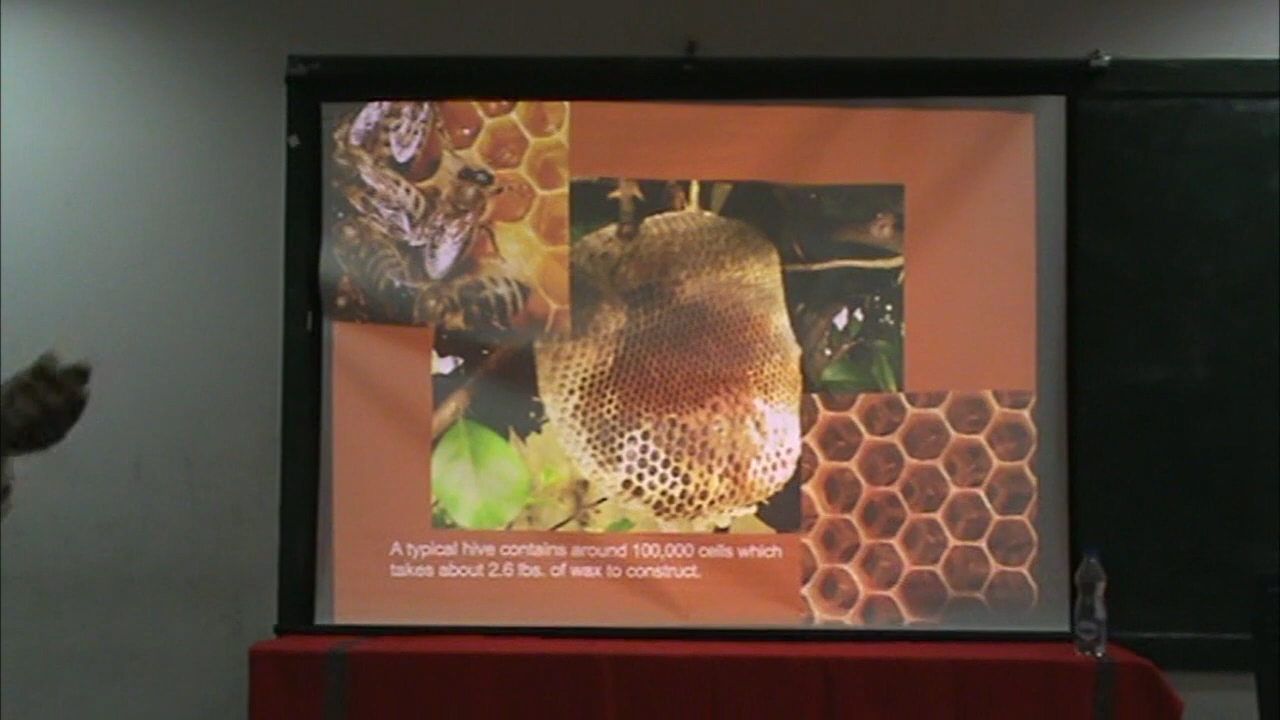 A typical hive contains around 100,000 cells which
takes about 2.6 lbs. of wax to construct.